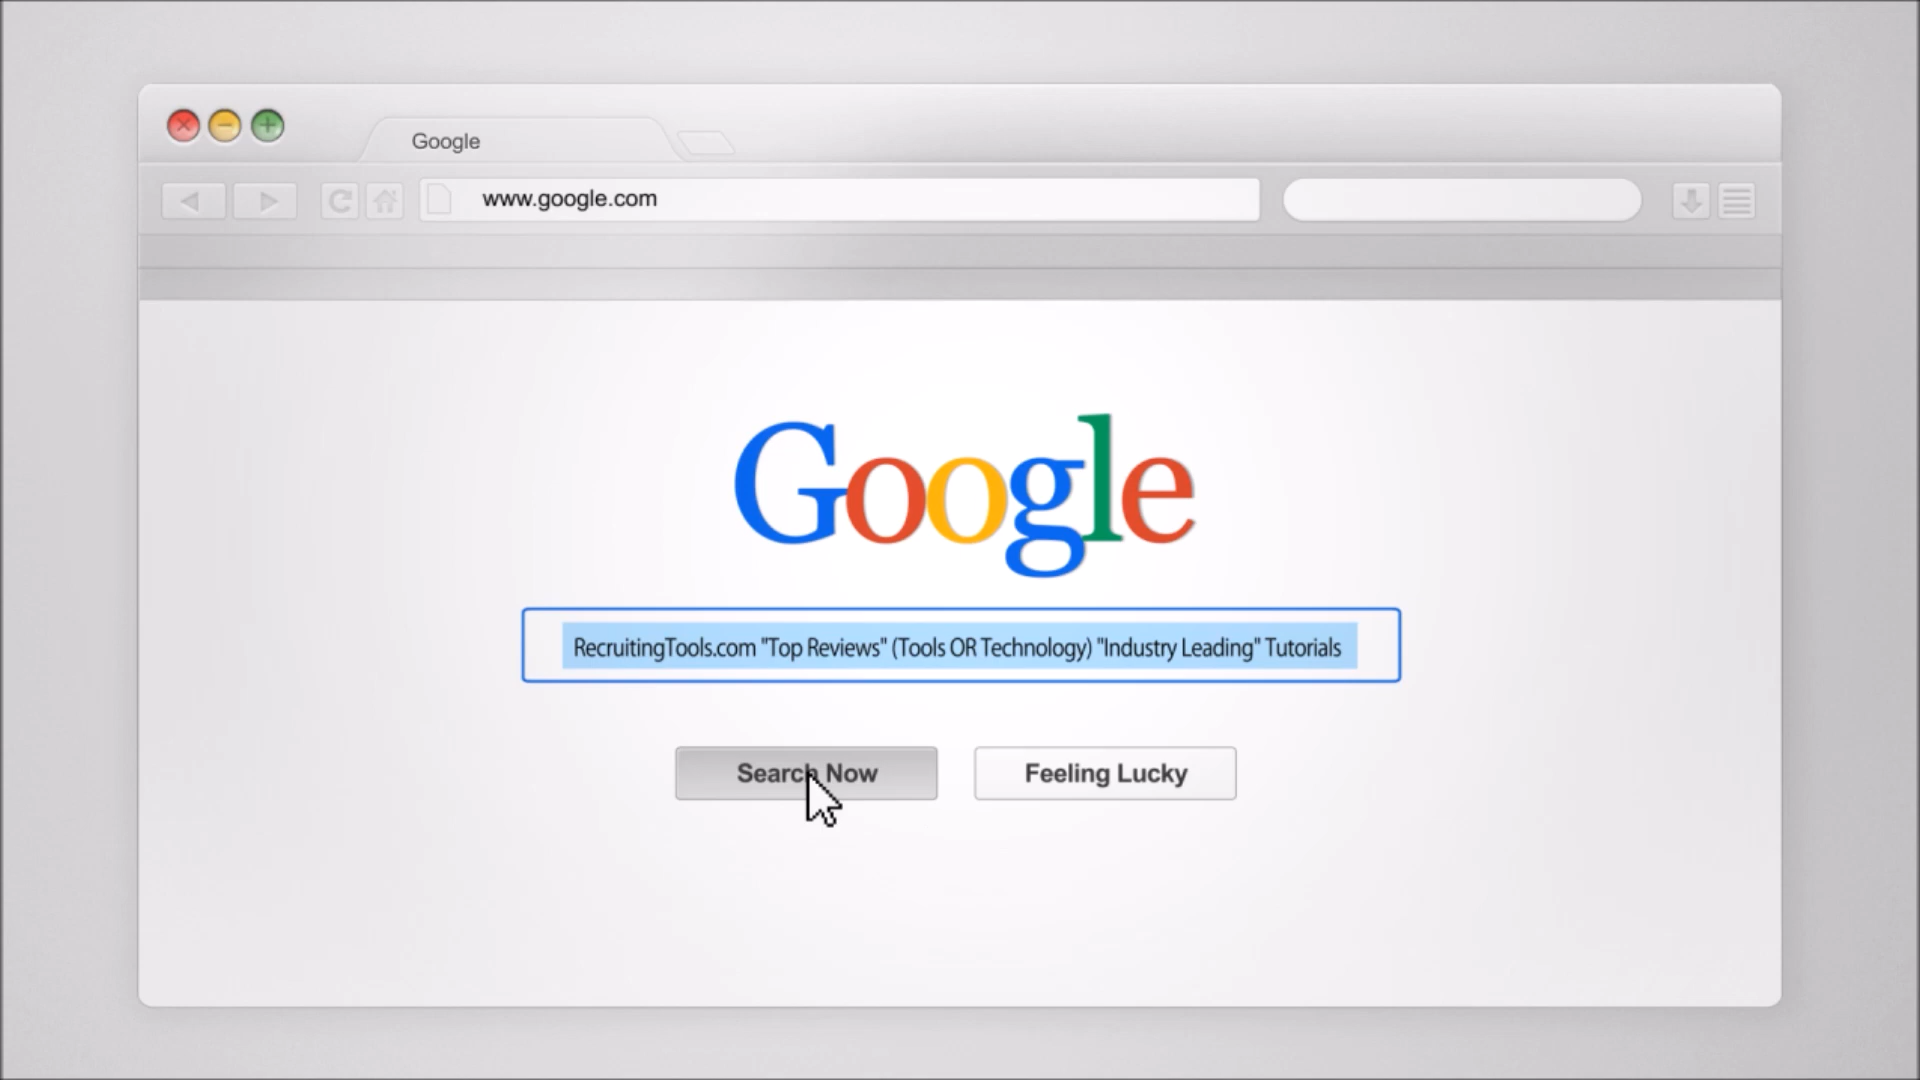 Google
www.google.com
Google
RecruitingTools.com "Top Reviews" (Tools OR Technology) "Industry Leading" Tutorials
Search Now
Feeling Lucky